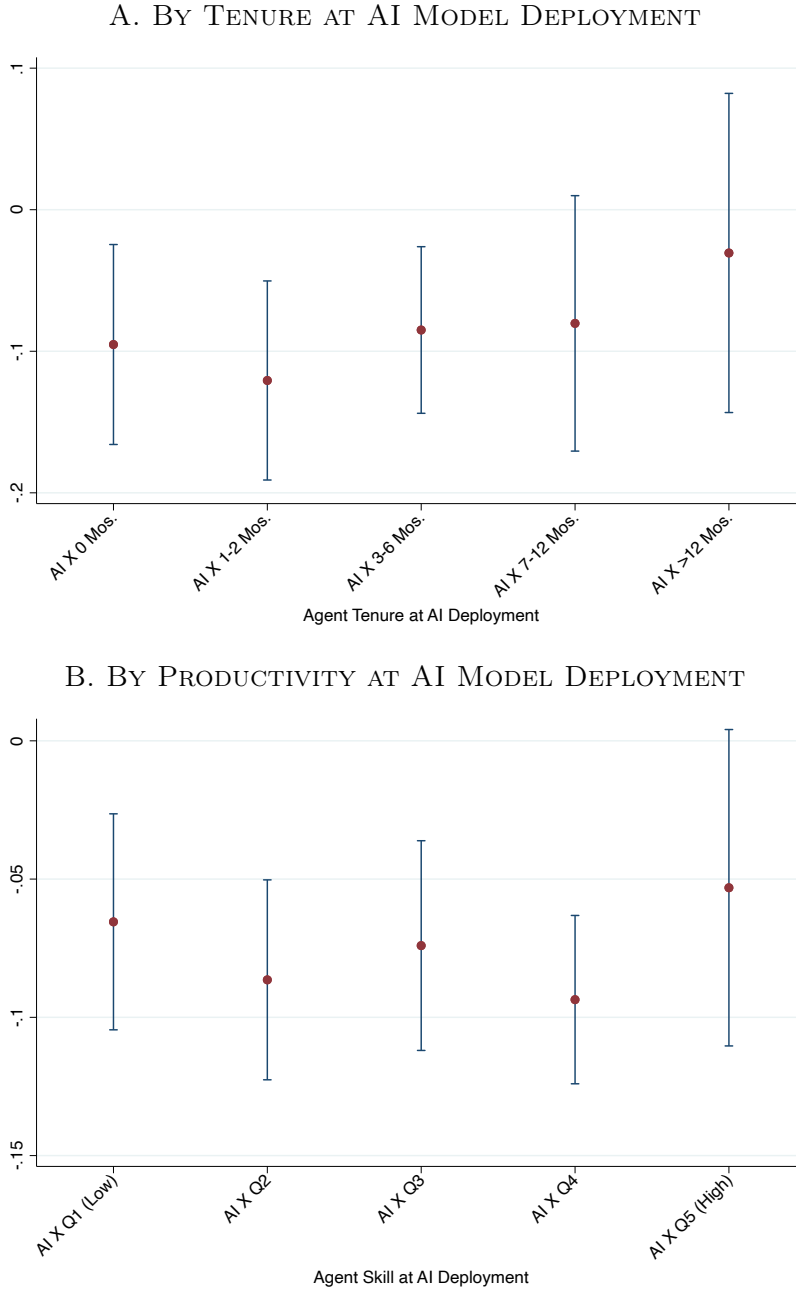 A. By Tenure at AI Model Deployment
.1
0
-.1
-.2
AI X 0 Mos.
AI X 1-2 Mos.
AI X 3-6 Mos.
AI X 7-12 Mos.
AI X >12 Mos.
Agent Tenure at AI Deployment
B. By Productivity at AI Model Deployment
0
-.05
-.1
-.15
AI X Q1 (Low)
AI X Q2
AI X Q3
AI X Q4
AI X Q5 (High)
Agent Skill at AI Deployment